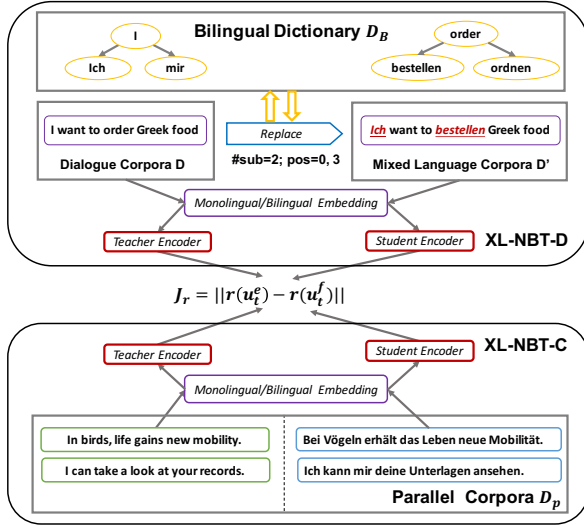 Bilingual Dictionary D_B
I
Ich
mir
order
bestellen
ordnen
I want to order Greek food
Dialogue Corpora D
Replace
#sub=2; pos=0, 3
Ich want to bestellen Greek food
Mixed Language Corpora D'
Monolingual/Bilingual Embedding
Teacher Encoder
Student Encoder
XL-NBT-D
J_r = ||r(u_t^e) − r(u_t^f)||
XL-NBT-C
Teacher Encoder
Student Encoder
Monolingual/Bilingual Embedding
In birds, life gains new mobility.
Bei Vögeln erhält das Leben neue Mobilität.
I can take a look at your records.
Ich kann mir deine Unterlagen ansehen.
Parallel Corpora D_p